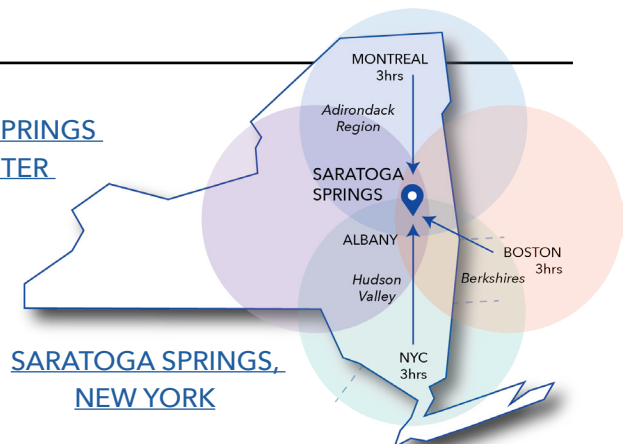 PRINGS
TER
MONTREAL
3hrs
Adirondack
Region
SARATOGA
SPRINGS
ALBANY
BOSTON
3hrs
Hudson
Valley
Berkshires
NYC
3hrs
SARATOGA SPRINGS,
NEW YORK